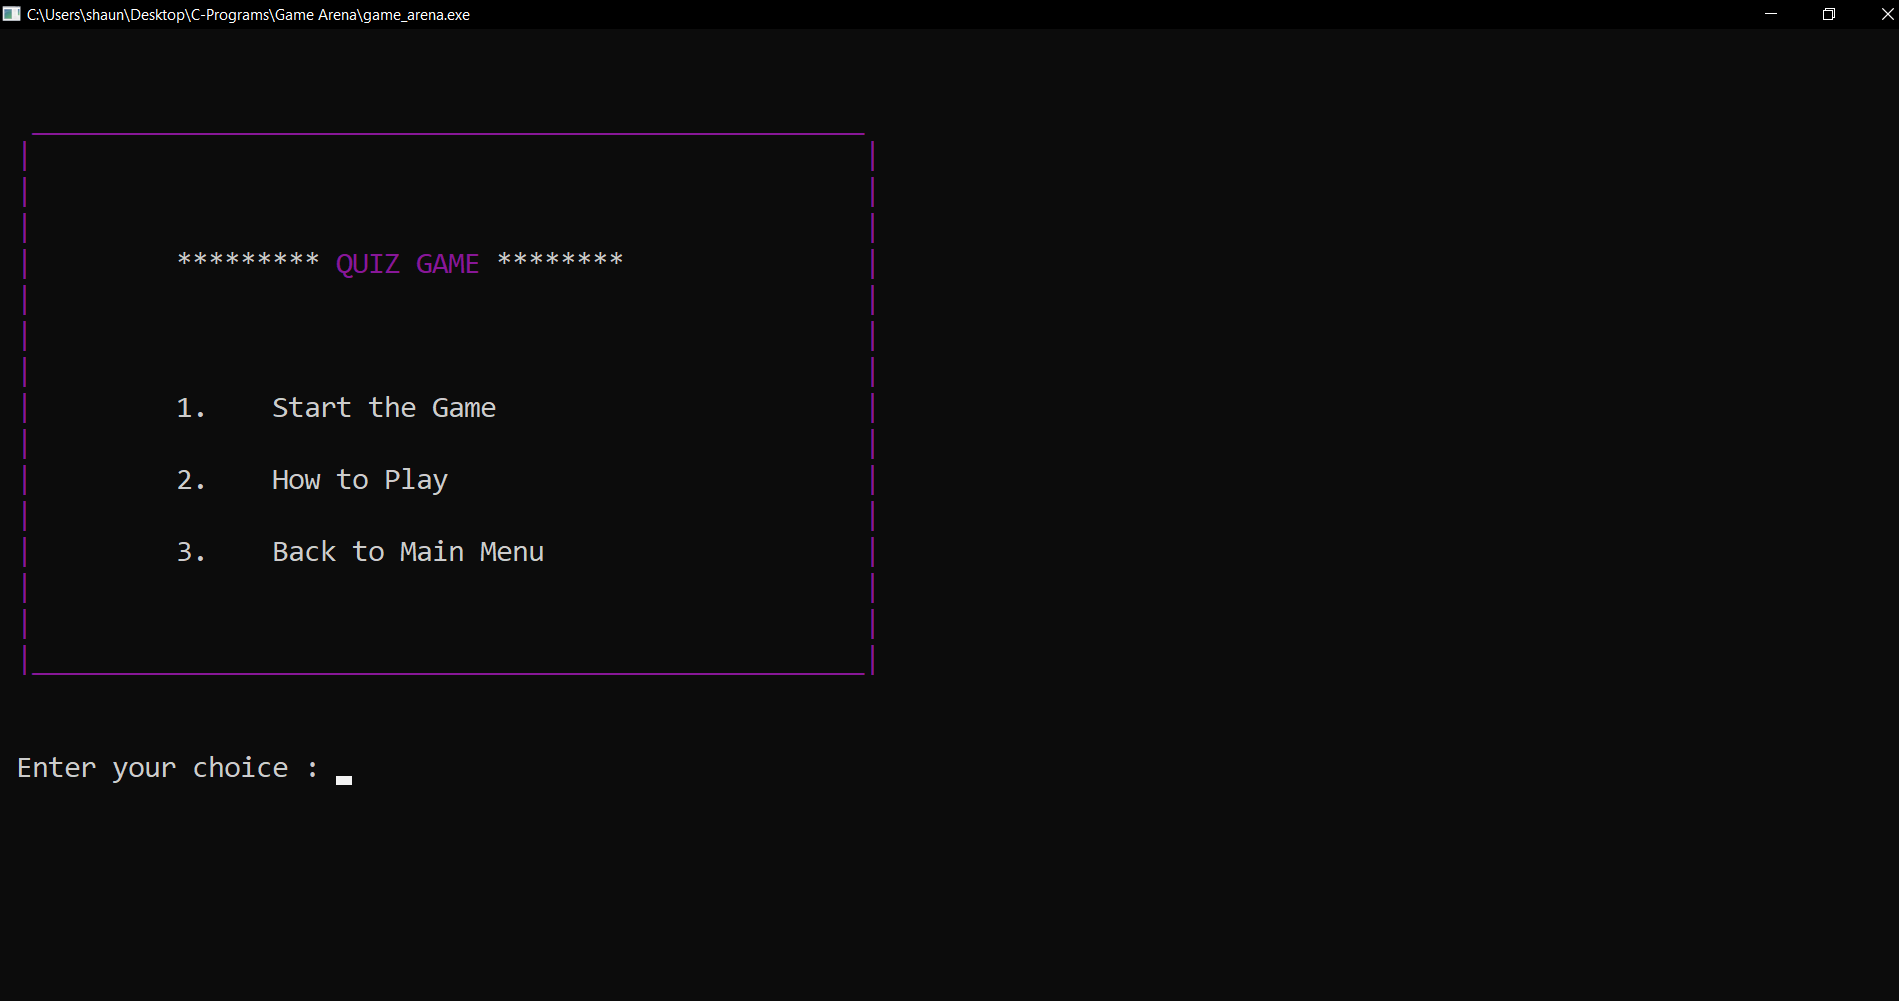 C:\Users\shaun\Desktop\C-Programs\Game Arena\game_arena.exe
********* QUIZ GAME ********
1. Start the Game
2. How to Play
3. Back to Main Menu
Enter your choice :